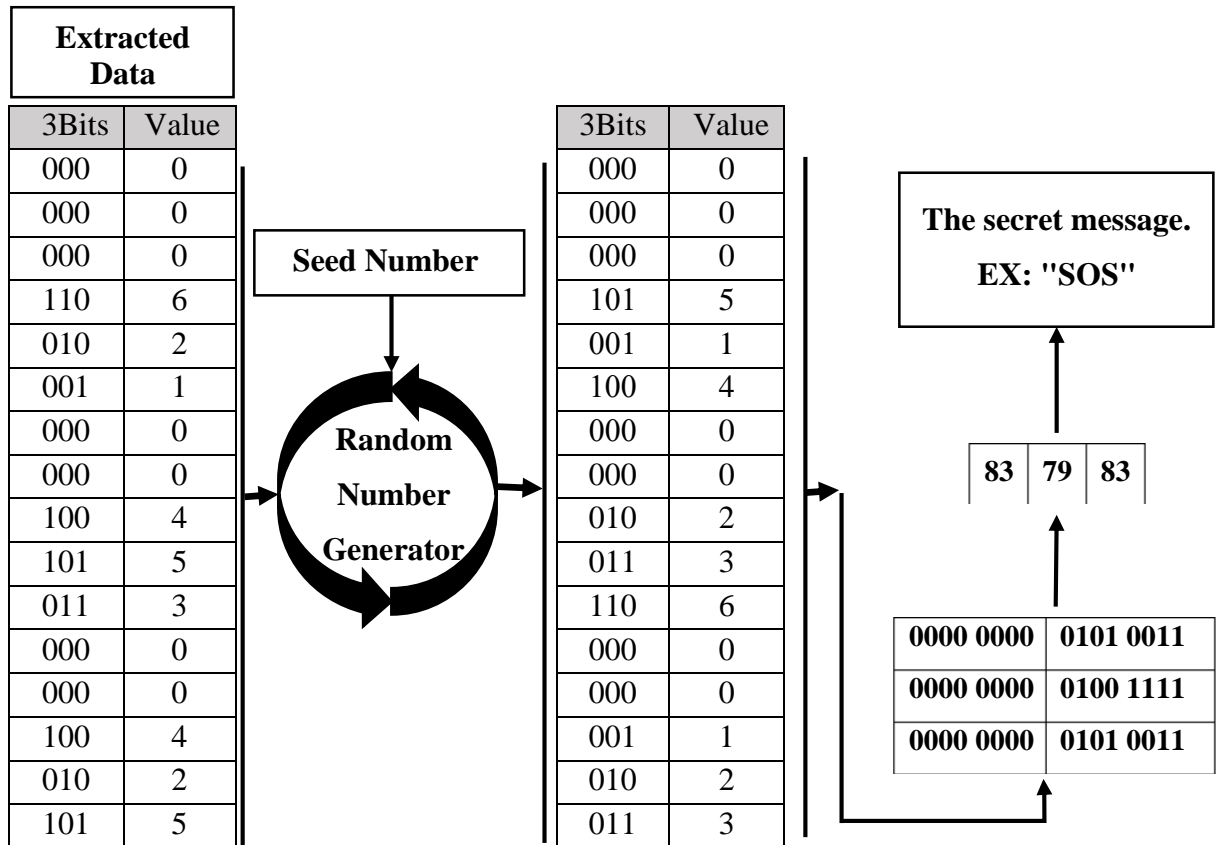 Extracted
Data
3Bits Value
000 0
000 0
000 0
110 6
010 2
001 1
000 0
000 0
100 4
101 5
011 3
000 0
000 0
100 4
010 2
101 5
Seed Number
Random
Number
Generator
3Bits Value
000 0
000 0
000 0
101 5
001 1
100 4
000 0
000 0
010 2
011 3
110 6
000 0
000 0
001 1
010 2
011 3
The secret message.
EX: "SOS"
83 79 83
0000 0000 0101 0011
0000 0000 0100 1111
0000 0000 0101 0011